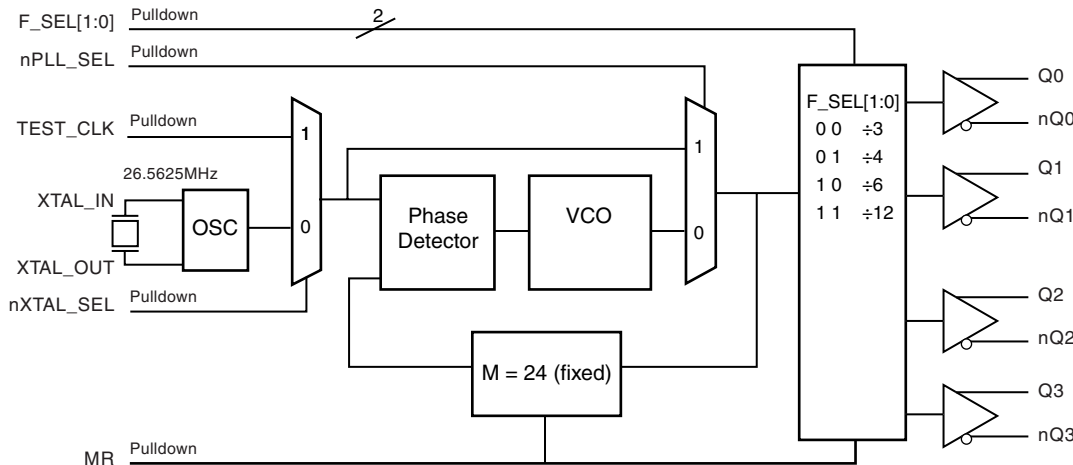 F_SEL[1:0] Pulldown 2
nPLL_SEL Pulldown
TEST_CLK Pulldown
26.5625MHz
XTAL_IN
OSC
XTAL_OUT
nXTAL_SEL Pulldown
1
0
Phase
Detector
VCO
1
0
M = 24 (fixed)
MR Pulldown
F_SEL[1:0]
0 0 ÷3
0 1 ÷4
1 0 ÷6
1 1 ÷12
Q0
nQ0
Q1
nQ1
Q2
nQ2
Q3
nQ3